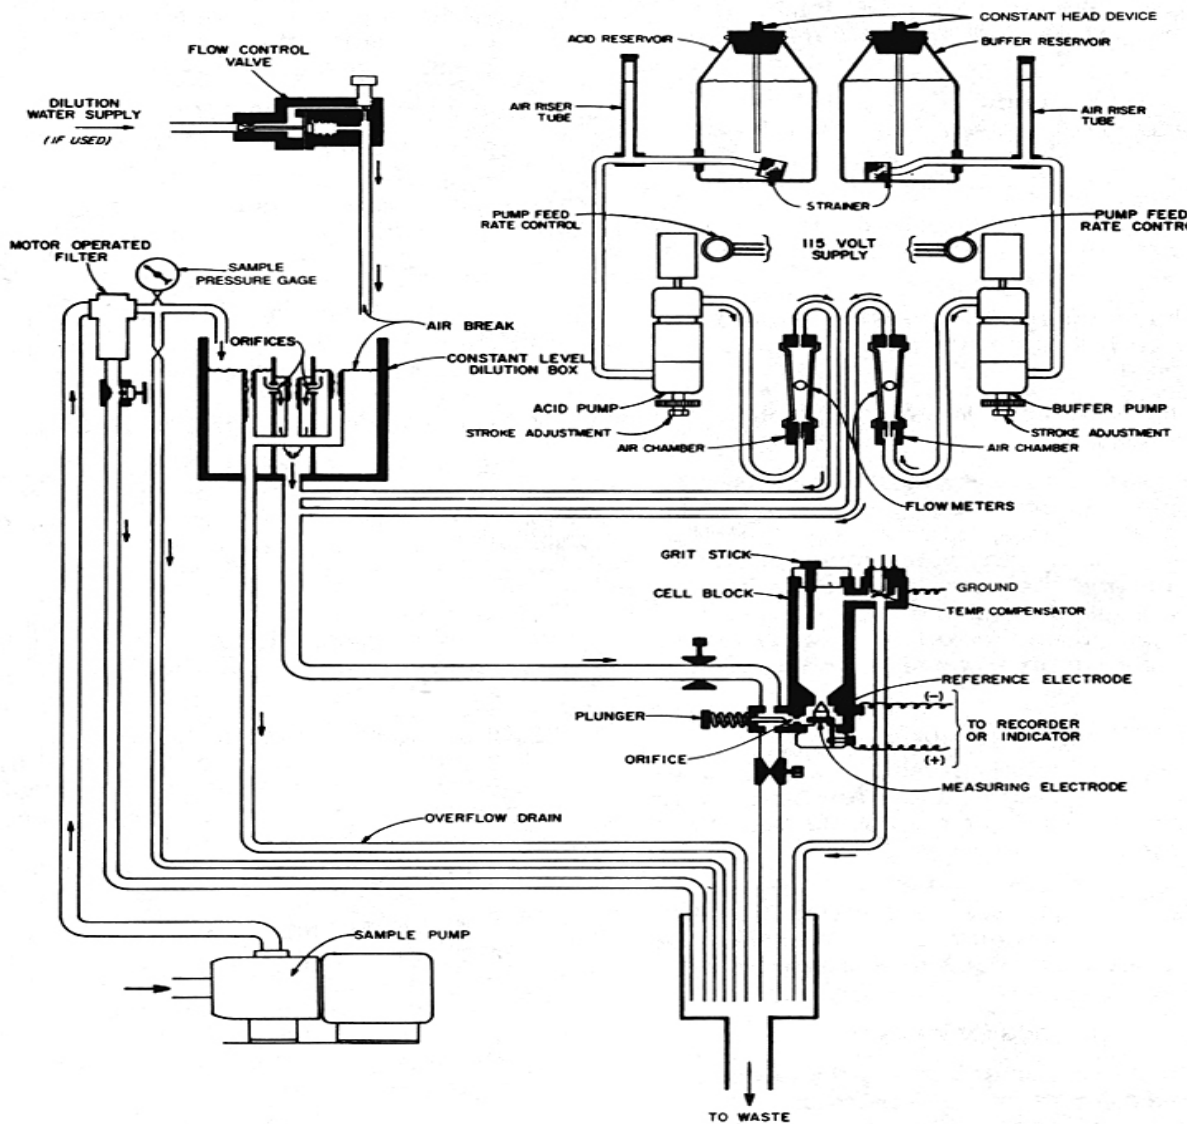 CONSTANT HEAD DEVICE
ACID RESERVOIR
BUFFER RESERVOIR
FLOW CONTROL
VALVE
DILUTION
WATER SUPPLY
(IF USED)
AIR RISER
TUBE
AIR RISER
TUBE
STRAINER
PUMP FEED
RATE CONTROL
115 VOLT
SUPPLY
PUMP FEED
RATE CONTR
MOTOR OPERATED
FILTER
SAMPLE
PRESSURE GAGE
AIR BREAK
ORIFICES
CONSTANT LEVEL
DILUTION BOX
ACID PUMP
BUFFER PUMP
STROKE ADJUSTMENT
STROKE ADJUSTMENT
AIR CHAMBER
AIR CHAMBER
FLOW METERS
GRIT STICK
CELL BLOCK
GROUND
TEMP. COMPENSATOR
REFERENCE ELECTRODE
(-)
PLUNGER
TO RECORDER
OR INDICATOR
ORIFICE
(+)
MEASURING ELECTRODE
OVERFLOW DRAIN
SAMPLE PUMP
TO WASTE